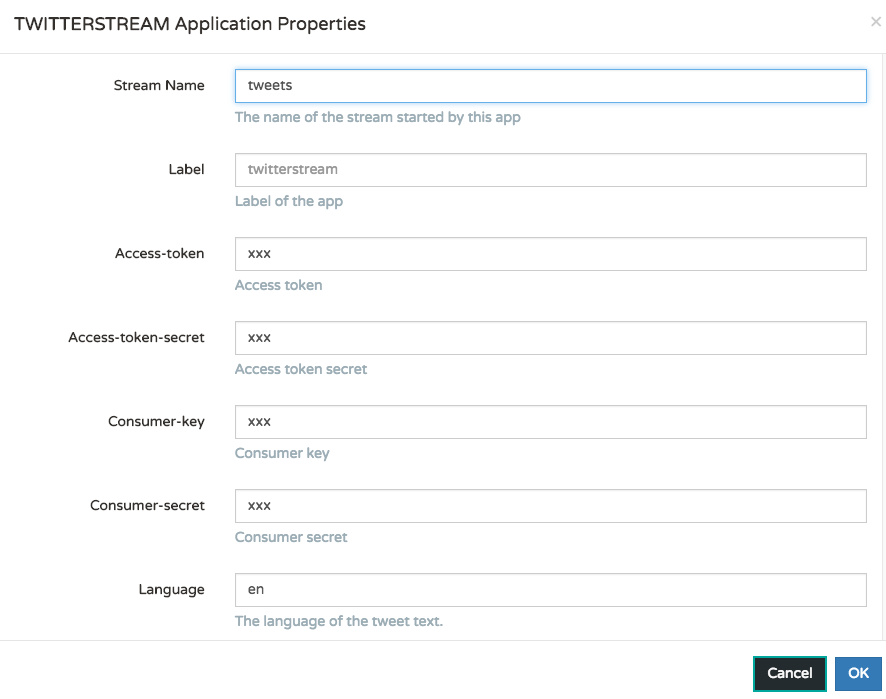 TWITTERSTREAM Application Properties ×
Stream Name tweets
The name of the stream started by this app
Label twitterstream
Label of the app
Access-token xxx
Access token
Access-token-secret xxx
Access token secret
Consumer-key xxx
Consumer key
Consumer-secret xxx
Consumer secret
Language en
The language of the tweet text.
Cancel OK